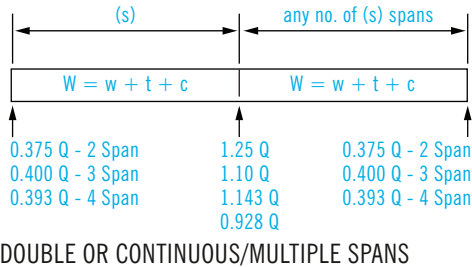 (s) any no. of (s) spans
W = w + t + c W = w + t + c
0.375 Q - 2 Span 1.25 Q 0.375 Q - 2 Span
0.400 Q - 3 Span 1.10 Q 0.400 Q - 3 Span
0.393 Q - 4 Span 1.143 Q 0.393 Q - 4 Span
0.928 Q
DOUBLE OR CONTINUOUS/MULTIPLE SPANS